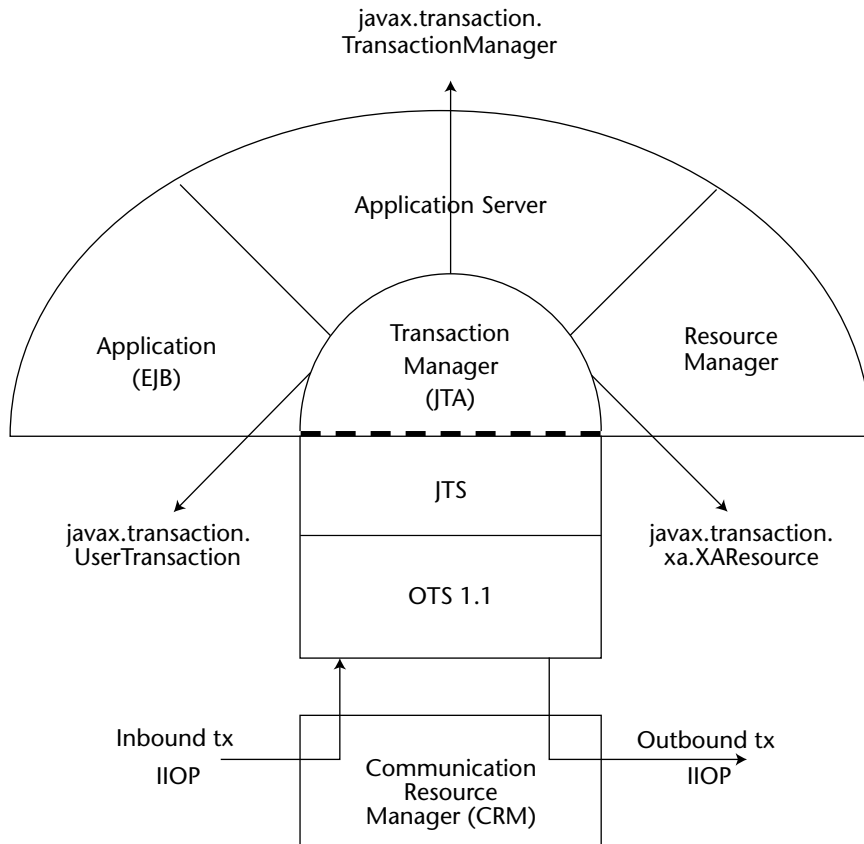 javax.transaction.
TransactionManager
Application Server
Application
(EJB)
Transaction
Manager
(JTA)
Resource
Manager
JTS
javax.transaction.
UserTransaction
javax.transaction.
xa.XAResource
OTS 1.1
Inbound tx
IIOP
Outbound tx
IIOP
Communication
Resource
Manager (CRM)